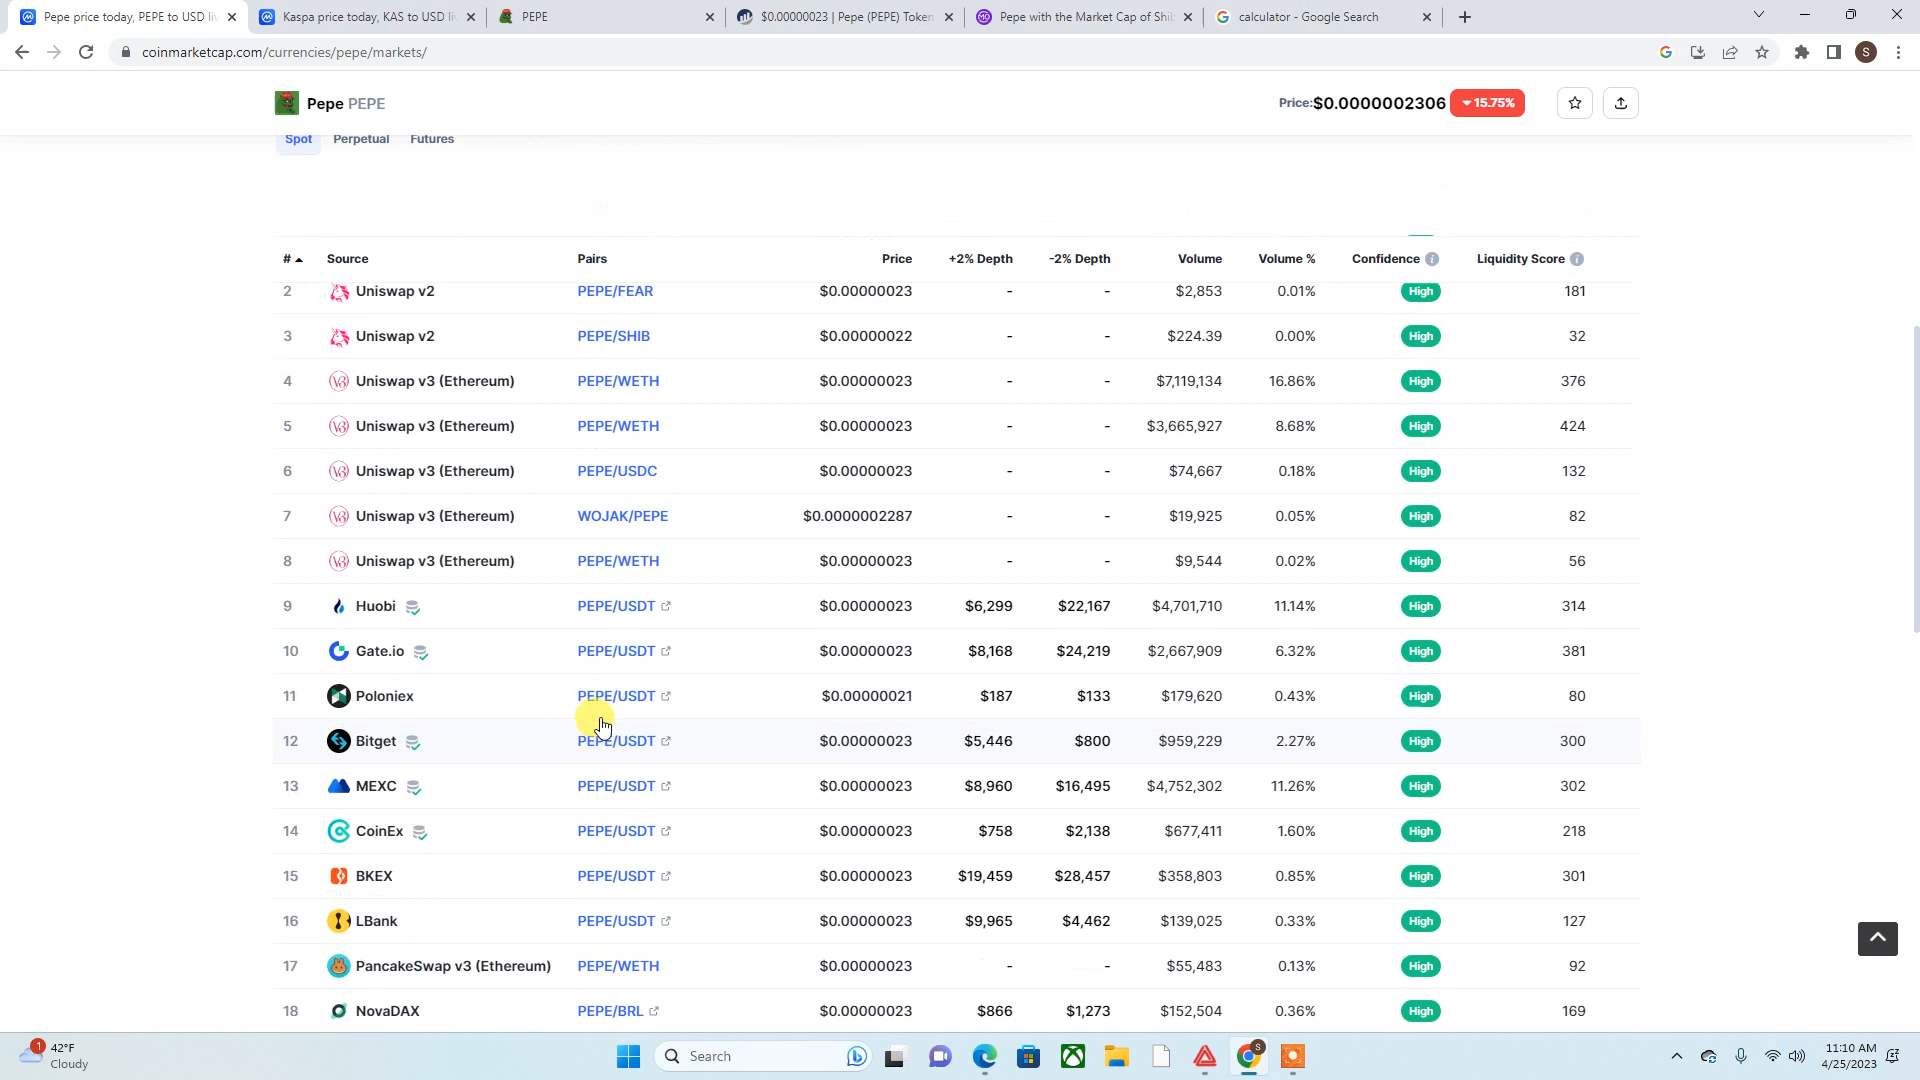 Pepe price today, PEPE to USD li
Kaspa price today, KAS to USD li
PEPE
$0.00000023 | Pepe (PEPE) Token
Pepe with the Market Cap of Shi
calculator - Google Search
coinmarketcap.com/currencies/pepe/markets/
S
Pepe PEPE
Price:$0.0000002306 15.75%
Spot Perpetual Futures
# Source Pairs Price +2% Depth -2% Depth Volume Volume % Confidence Liquidity Score
2 Uniswap v2 PEPE/FEAR $0.00000023 - - $2,853 0.01% High 181
3 Uniswap v2 PEPE/SHIB $0.00000022 - - $224.39 0.00% High 32
4 Uniswap v3 (Ethereum) PEPE/WETH $0.00000023 - - $7,119,134 16.86% High 376
5 Uniswap v3 (Ethereum) PEPE/WETH $0.00000023 - - $3,665,927 8.68% High 424
6 Uniswap v3 (Ethereum) PEPE/USDC $0.00000023 - - $74,667 0.18% High 132
7 Uniswap v3 (Ethereum) WOJAK/PEPE $0.0000002287 - - $19,925 0.05% High 82
8 Uniswap v3 (Ethereum) PEPE/WETH $0.00000023 - - $9,544 0.02% High 56
9 Huobi PEPE/USDT $0.00000023 $6,299 $22,167 $4,701,710 11.14% High 314
10 Gate.io PEPE/USDT $0.00000023 $8,168 $24,219 $2,667,909 6.32% High 381
11 Poloniex PEPE/USDT $0.00000021 $187 $133 $179,620 0.43% High 80
12 Bitget PEPE/USDT $0.00000023 $5,446 $800 $959,229 2.27% High 300
13 MEXC PEPE/USDT $0.00000023 $8,960 $16,495 $4,752,302 11.26% High 302
14 CoinEx PEPE/USDT $0.00000023 $758 $2,138 $677,411 1.60% High 218
15 BKEX PEPE/USDT $0.00000023 $19,459 $28,457 $358,803 0.85% High 301
16 LBank PEPE/USDT $0.00000023 $9,965 $4,462 $139,025 0.33% High 127
17 PancakeSwap v3 (Ethereum) PEPE/WETH $0.00000023 - - $55,483 0.13% High 92
18 NovaDAX PEPE/BRL $0.00000023 $866 $1,273 $152,504 0.36% High 169
1 42°F
Cloudy
Search
S
11:10 AM
4/25/2023